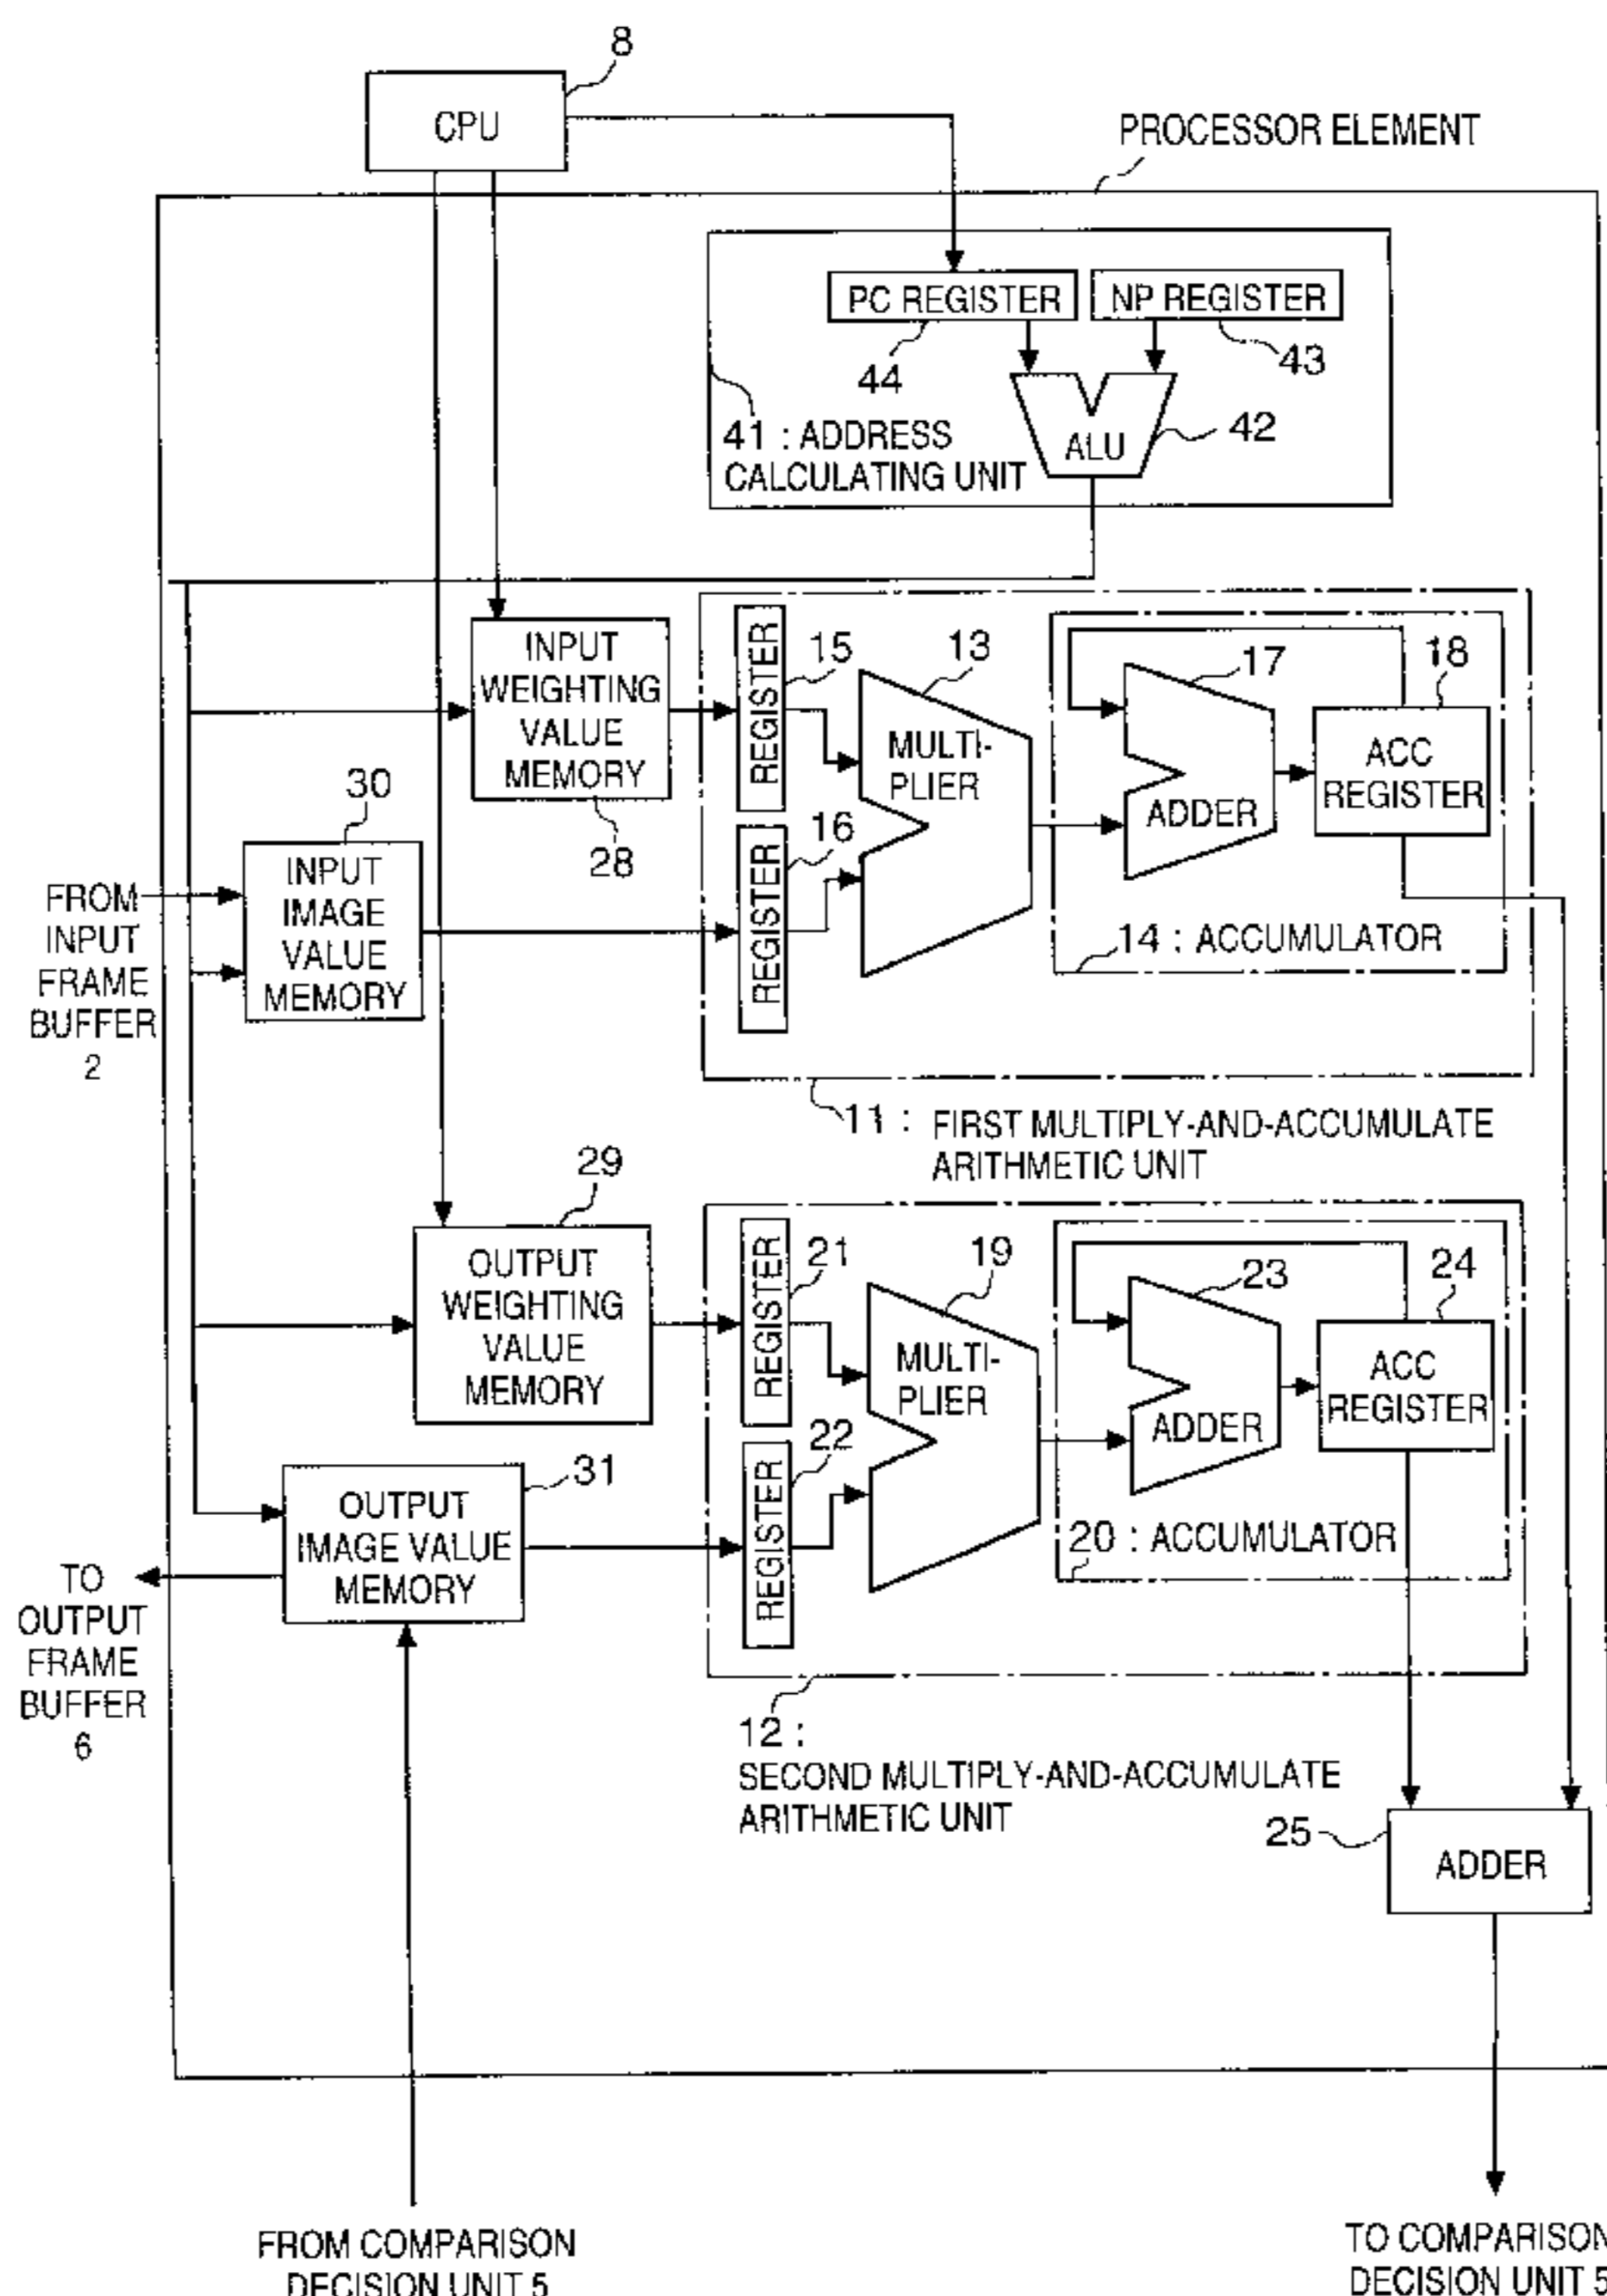 8
CPU
PROCESSOR ELEMENT
PC REGISTER
NP REGISTER
44
43
41 : ADDRESS
CALCULATING UNIT
ALU
42
INPUT
WEIGHTING
VALUE
MEMORY
28
REGISTER
15
13
MULTI-
PLIER
17
ADDER
18
ACC
REGISTER
30
INPUT
IMAGE
VALUE
MEMORY
REGISTER
16
14 : ACCUMULATOR
FROM
INPUT
FRAME
BUFFER
2
11 : FIRST MULTIPLY-AND-ACCUMULATE
ARITHMETIC UNIT
29
OUTPUT
WEIGHTING
VALUE
MEMORY
REGISTER
21
19
MULTI-
PLIER
23
ADDER
24
ACC
REGISTER
31
OUTPUT
IMAGE VALUE
MEMORY
REGISTER
22
20 : ACCUMULATOR
TO
OUTPUT
FRAME
BUFFER
6
12 :
SECOND MULTIPLY-AND-ACCUMULATE
ARITHMETIC UNIT
25
ADDER
FROM COMPARISON
DECISION UNIT 5
TO COMPARISON
DECISION UNIT 5